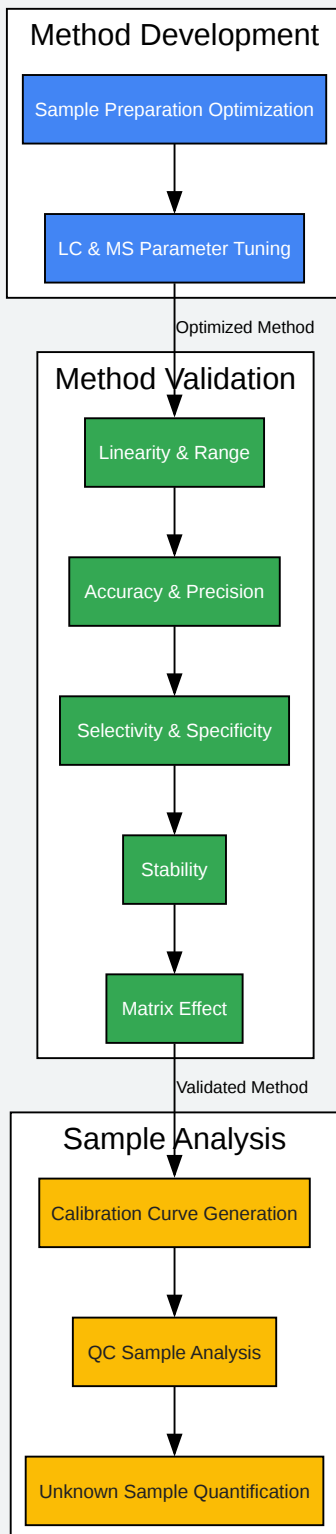 Method Development
Sample Preparation Optimization
LC & MS Parameter Tuning
Optimized Method
Method Validation
Linearity & Range
Accuracy & Precision
Selectivity & Specificity
Stability
Matrix Effect
Validated Method
Sample Analysis
Calibration Curve Generation
QC Sample Analysis
Unknown Sample Quantification